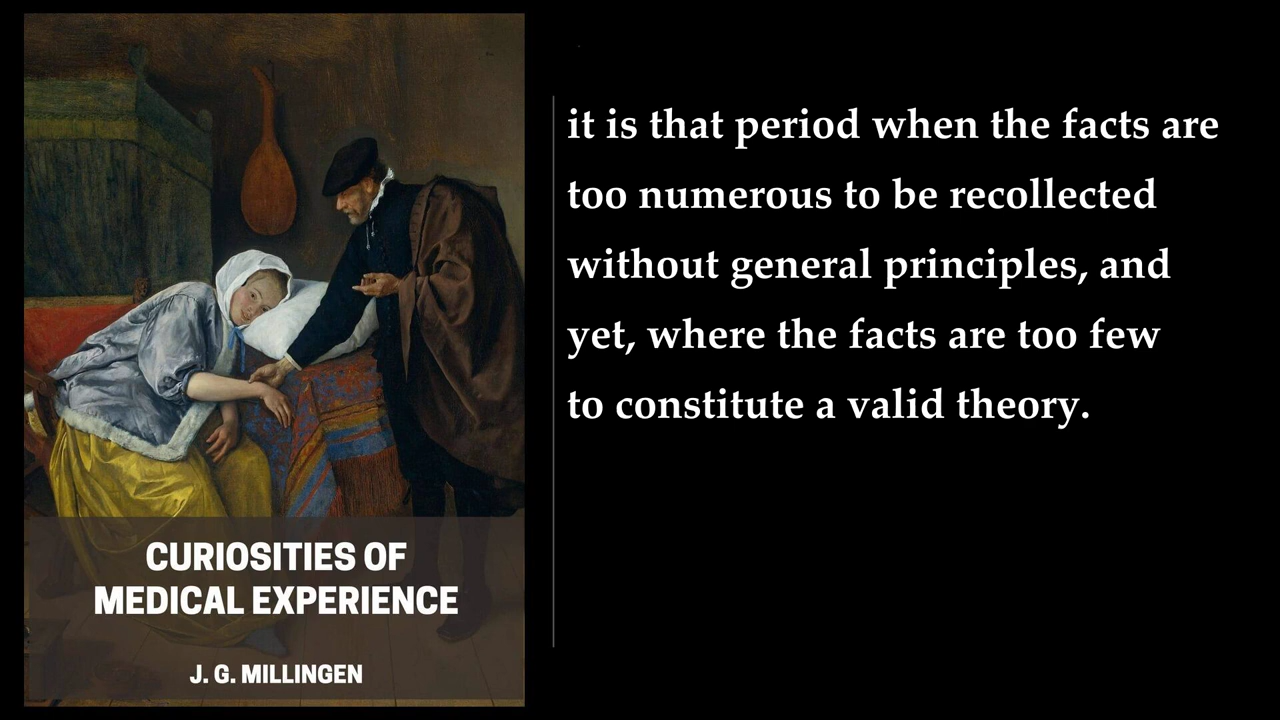 it is that period when the facts are
too numerous to be recollected
without general principles, and
yet, where the facts are too few
to constitute a valid theory.
CURIOSITIES OF
MEDICAL EXPERIENCE
J. G. MILLINGEN